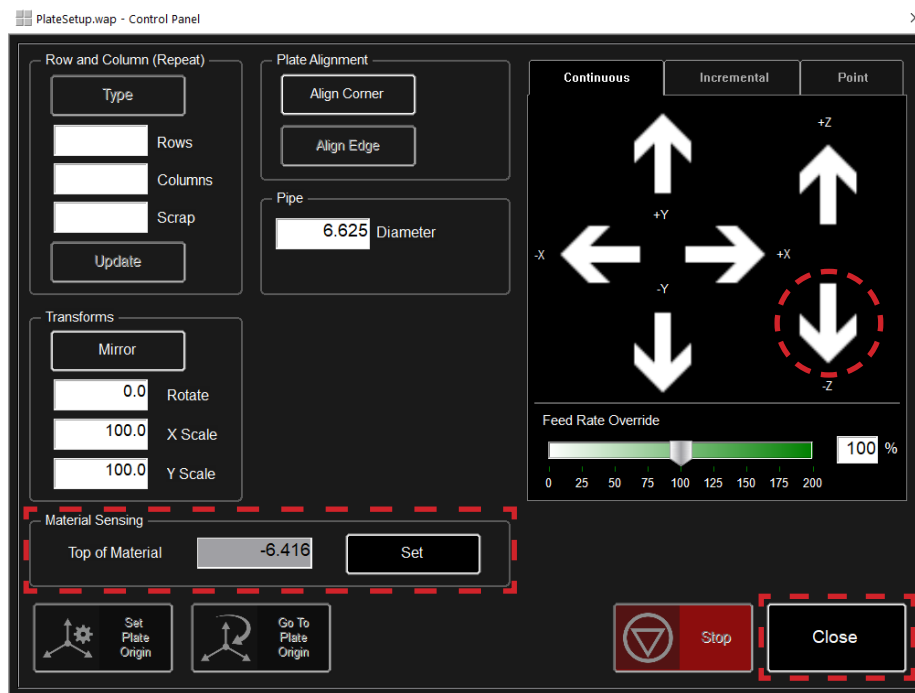 PlateSetup.wap - Control Panel
Row and Column (Repeat)
Type
Rows
Columns
Scrap
Update
Plate Alignment
Align Corner
Align Edge
Pipe
6.625 Diameter
Transforms
Mirror
0.0 Rotate
100.0 X Scale
100.0 Y Scale
Material Sensing
Top of Material -6.416 Set
Set
Plate
Origin
Go To
Plate
Origin
Continuous Incremental Point
+Z
+Y
-X +X
-Y
-Z
Feed Rate Override
100 %
0 25 50 75 100 125 150 175 200
Stop
Close